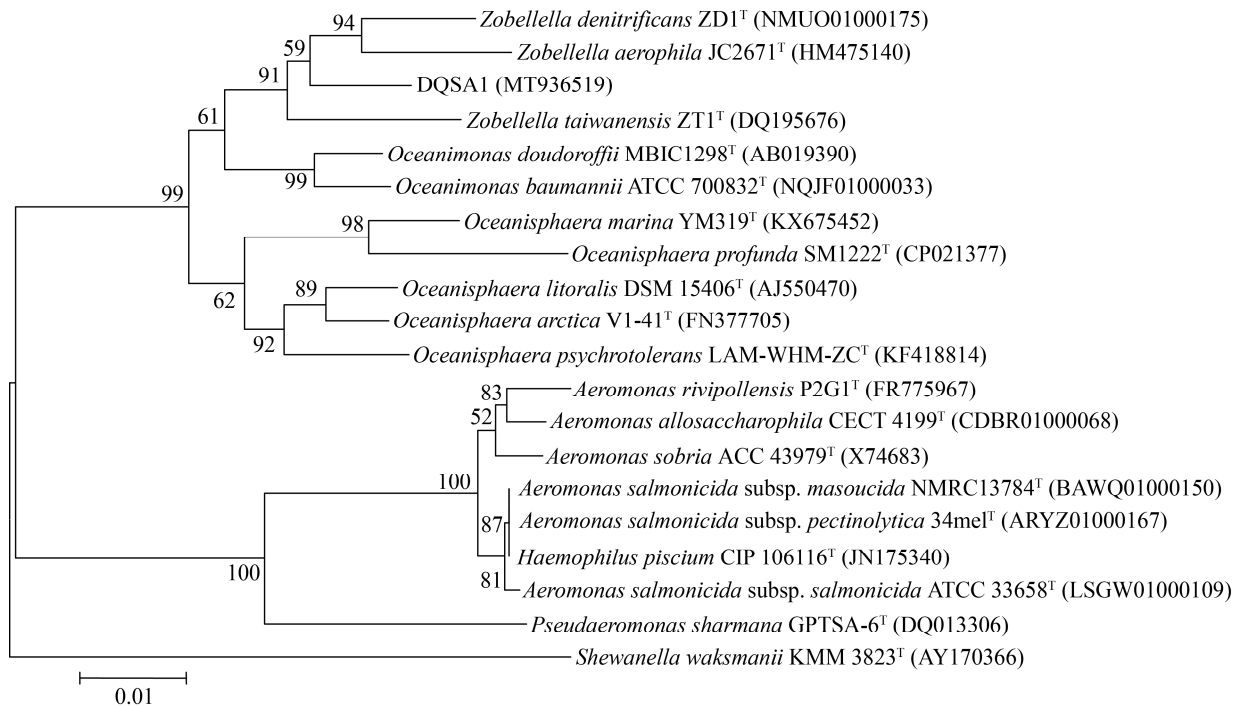 94
Zobellella denitrificans ZD1ᵀ (NMUO01000175)
Zobellella aerophila JC2671ᵀ (HM475140)
59
DQSA1 (MT936519)
91
Zobellella taiwanensis ZT1ᵀ (DQ195676)
61
Oceanimonas doudoroffii MBIC1298ᵀ (AB019390)
99
Oceanimonas baumannii ATCC 700832ᵀ (NQJF01000033)
99
Oceanisphaera marina YM319ᵀ (KX675452)
98
Oceanisphaera profunda SM1222ᵀ (CP021377)
62
89
Oceanisphaera litoralis DSM 15406ᵀ (AJ550470)
Oceanisphaera arctica V1-41ᵀ (FN377705)
92
Oceanisphaera psychrotolerans LAM-WHM-ZCᵀ (KF418814)
83
Aeromonas rivipollensis P2G1ᵀ (FR775967)
52
Aeromonas allosaccharophila CECT 4199ᵀ (CDBR01000068)
Aeromonas sobria ACC 43979ᵀ (X74683)
100
Aeromonas salmonicida subsp. masoucida NMRC13784ᵀ (BAWQ01000150)
87
Aeromonas salmonicida subsp. pectinolytica 34melᵀ (ARYZ01000167)
Haemophilus piscium CIP 106116ᵀ (JN175340)
81
Aeromonas salmonicida subsp. salmonicida ATCC 33658ᵀ (LSGW01000109)
100
Pseudaeromonas sharmana GPTSA-6ᵀ (DQ013306)
Shewanella waksmanii KMM 3823ᵀ (AY170366)
0.01